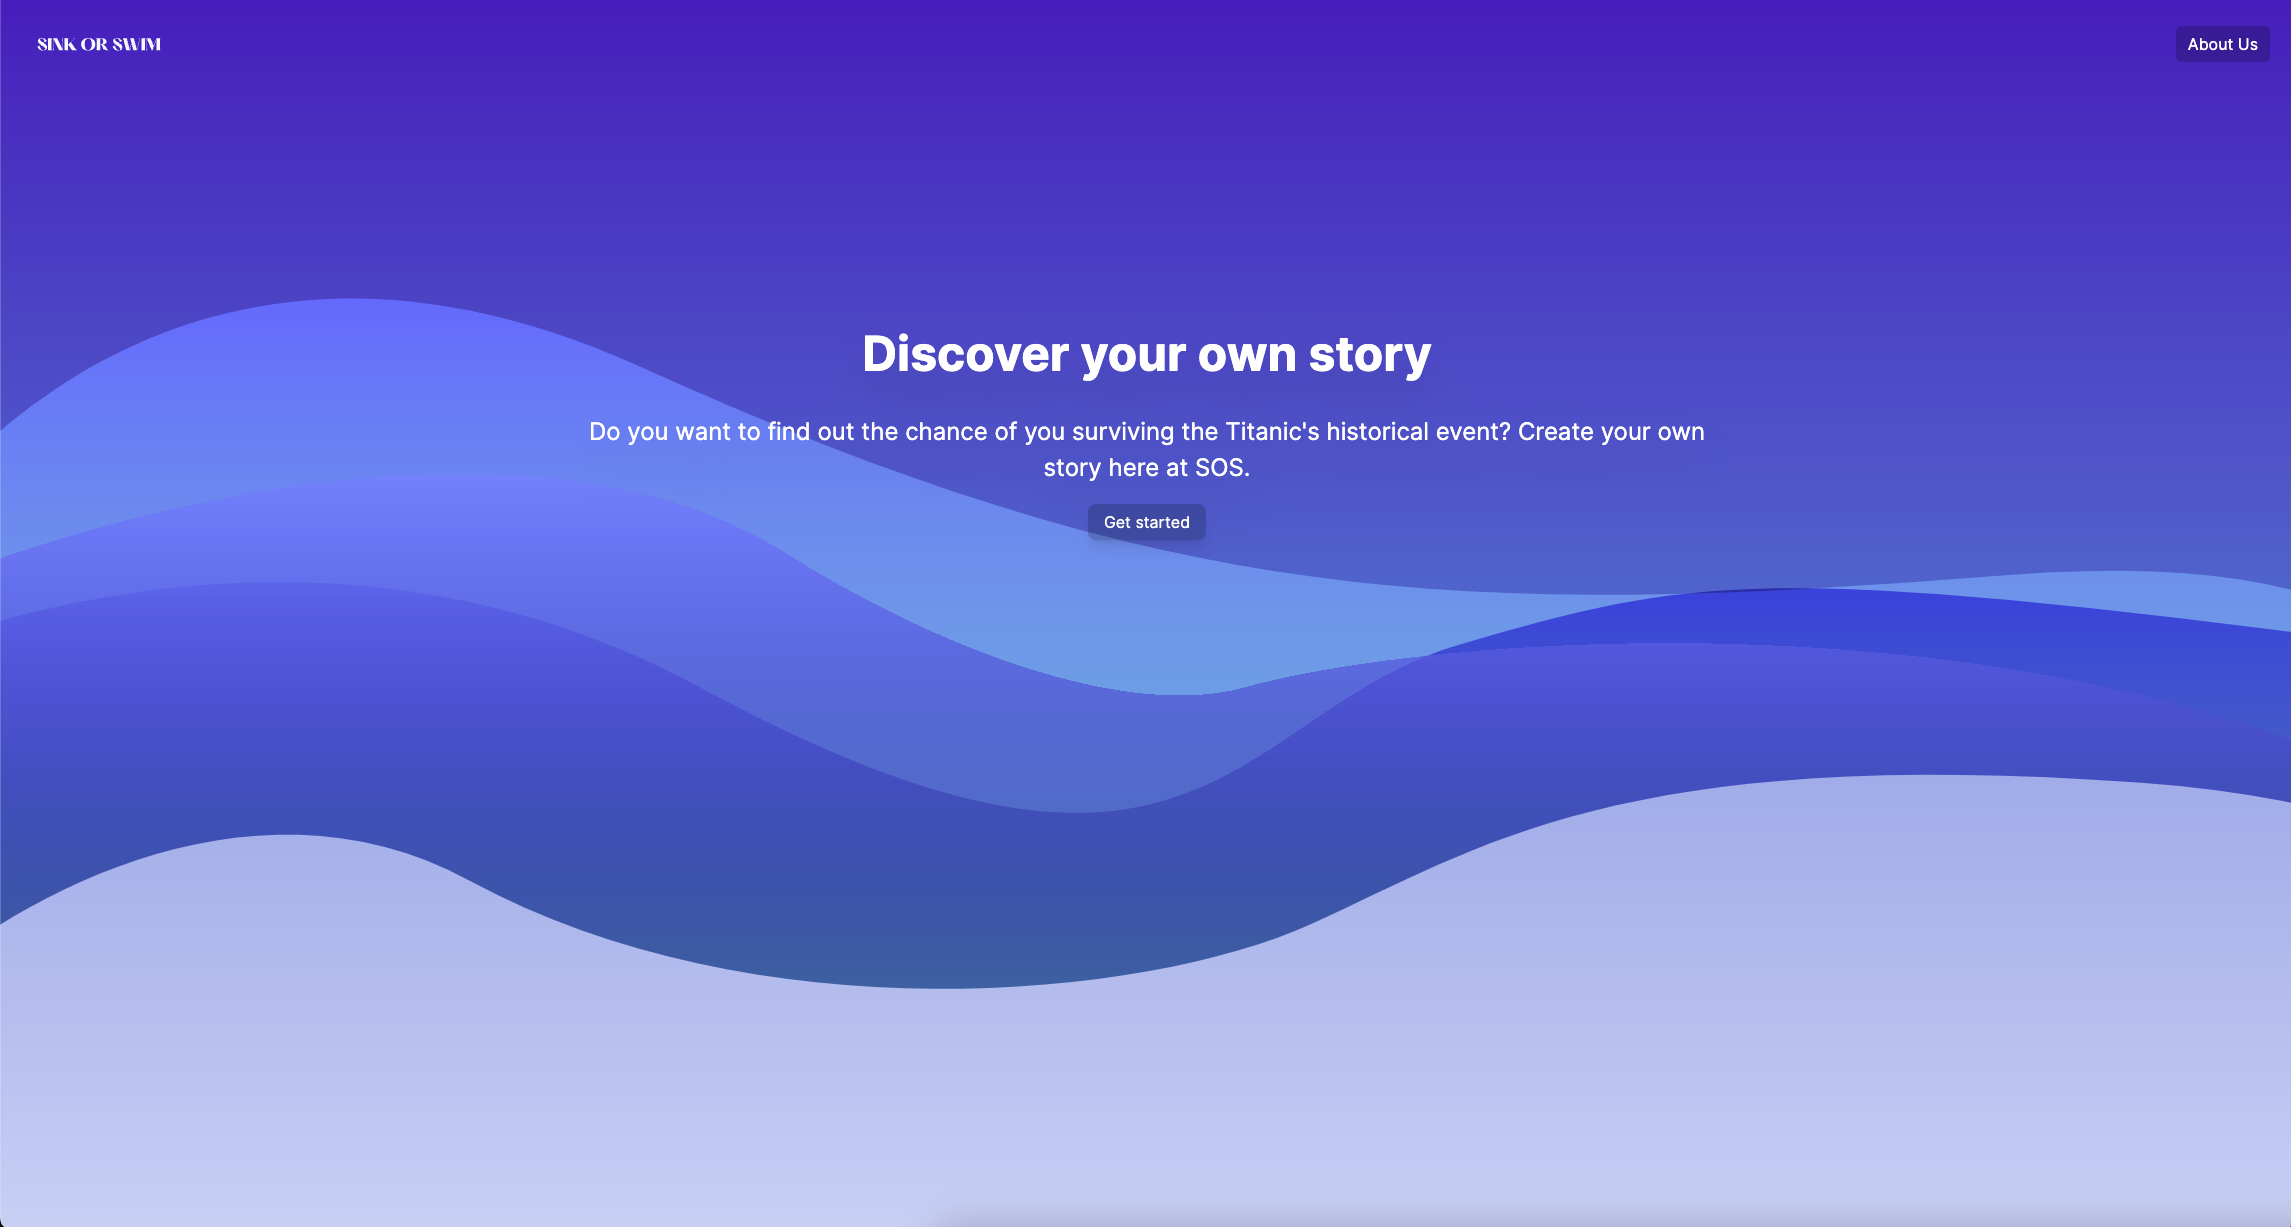 SINK OR SWIM
About Us
Discover your own story
Do you want to find out the chance of you surviving the Titanic's historical event? Create your own
story here at SOS.
Get started